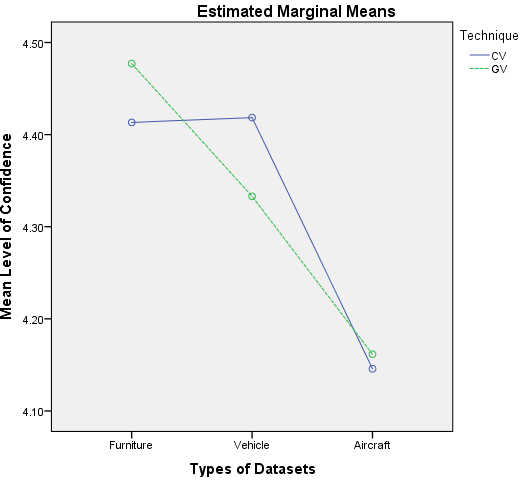 Estimated Marginal Means
Technique
CV
GV
4.50
4.40
4.30
4.20
4.10
Mean Level of Confidence
Furniture
Vehicle
Aircraft
Types of Datasets